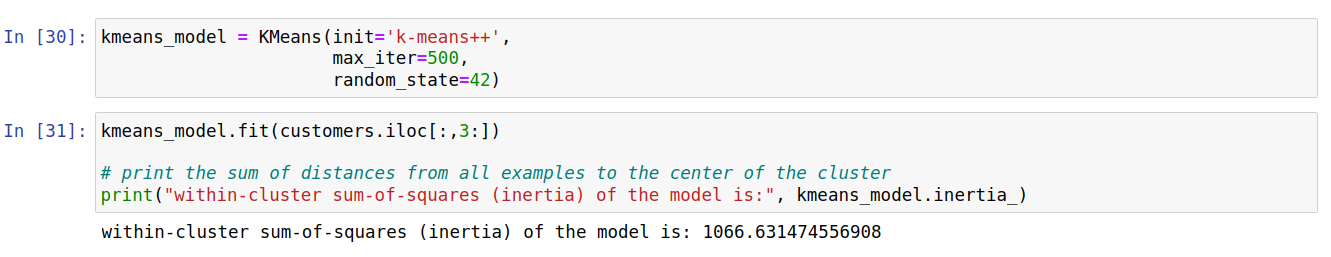 In [30]: kmeans_model = KMeans(init='k-means++',
max_iter=500,
random_state=42)
In [31]: kmeans_model.fit(customers.iloc[:,3:])
# print the sum of distances from all examples to the center of the cluster
print("within-cluster sum-of-squares (inertia) of the model is:", kmeans_model.inertia_)
within-cluster sum-of-squares (inertia) of the model is: 1066.631474556908